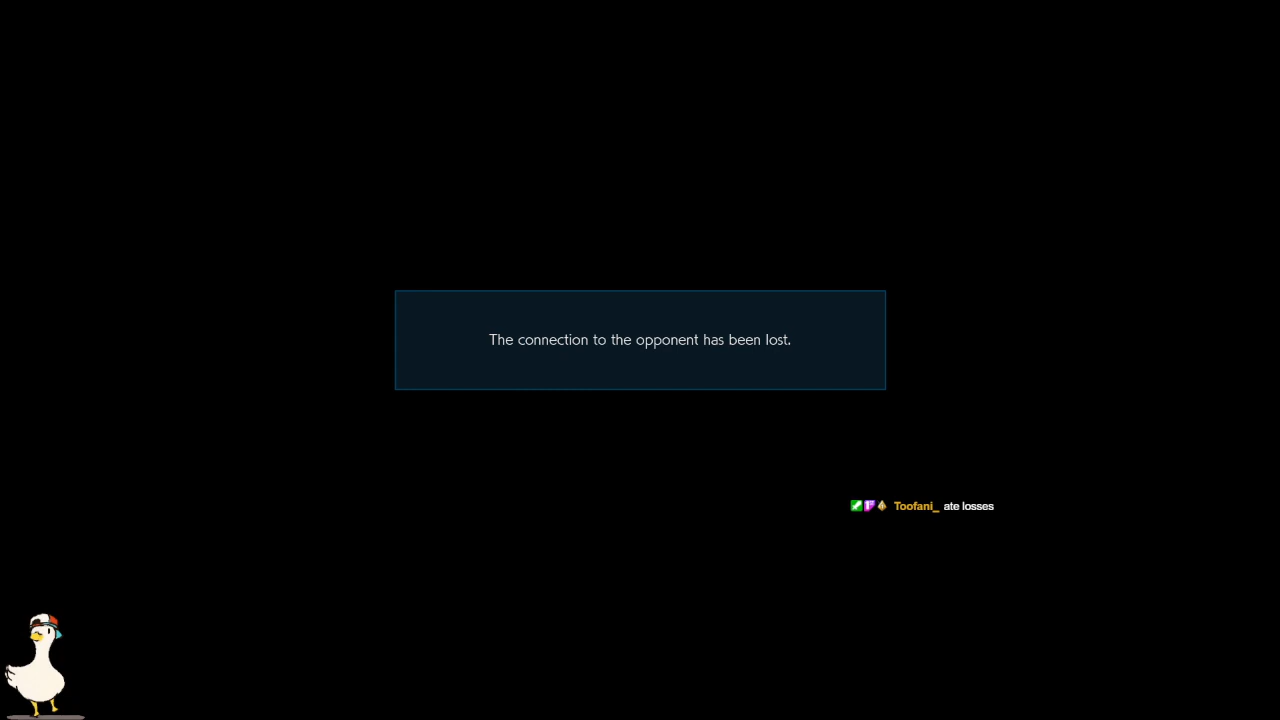 The connection to the opponent has been lost.
Toofani_ ate losses